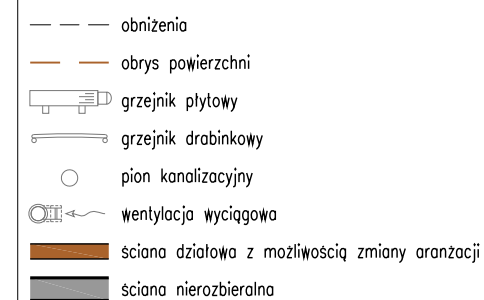 obniżenia
obrys powierzchni
grzejnik płytowy
grzejnik drabinkowy
pion kanalizacyjny
wentylacja wyciągowa
ściana działowa z możliwością zmiany aranżacji
ściana nierozbieralna